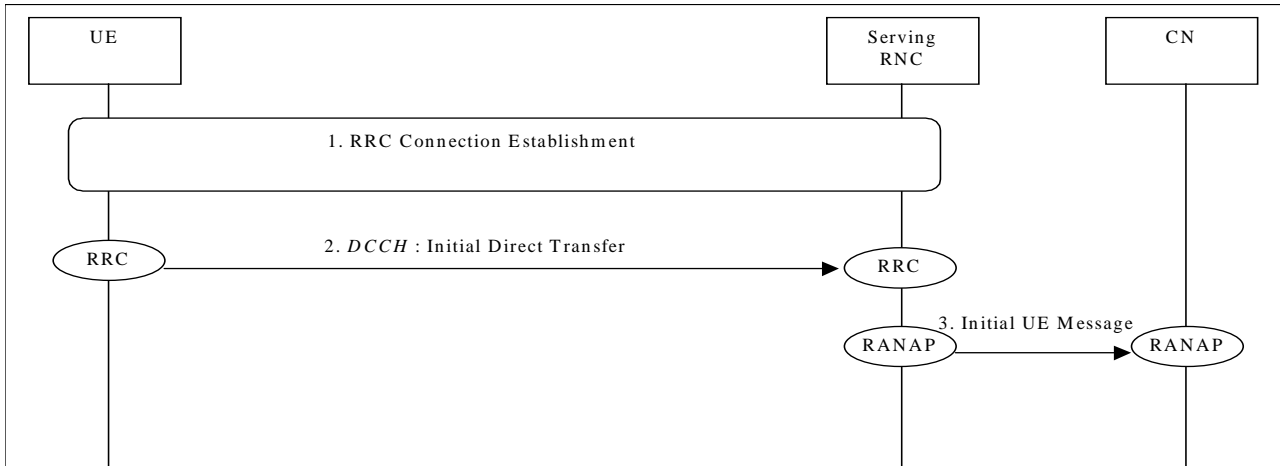 UE
Serving
RNC
CN
1. RRC Connection Establishment
2. DCCH : Initial Direct Transfer
RRC
RRC
3. Initial UE Message
RANAP
RANAP